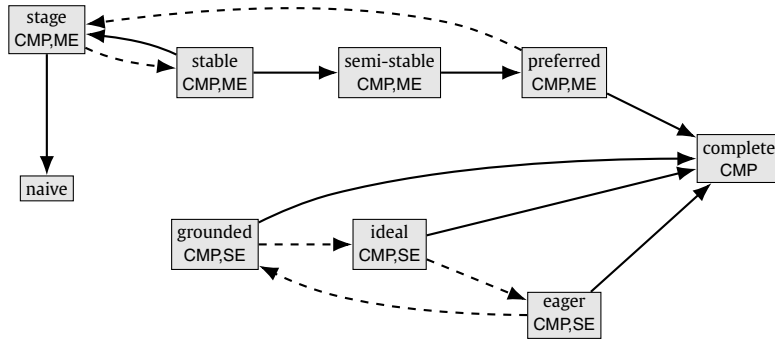 stage
CMP,ME
stable
CMP,ME
semi-stable
CMP,ME
preferred
CMP,ME
complete
CMP
naive
grounded
CMP,SE
ideal
CMP,SE
eager
CMP,SE